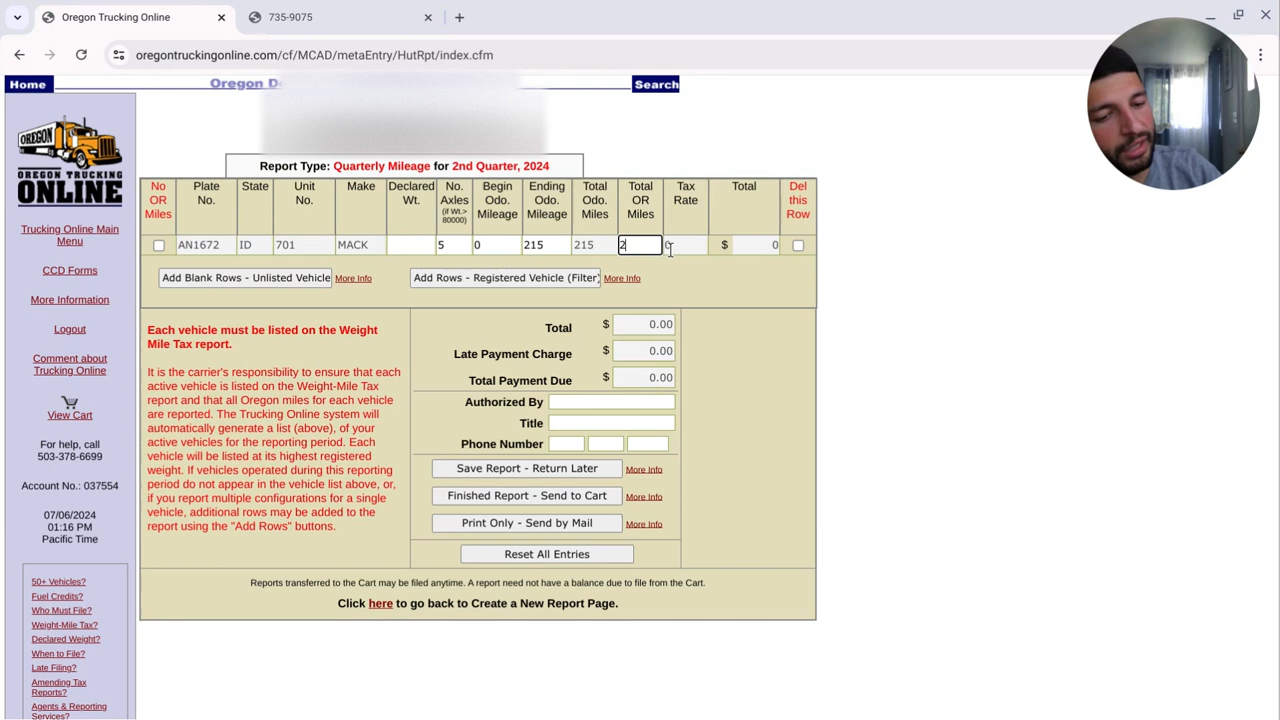 Oregon Trucking Online
735-9075
oregontruckingonline.com/cf/MCAD/metaEntry/HutRpt/index.cfm
Home
Oregon
Search
OREGON
TRUCKING
ONLINE
Trucking Online Main
Menu
CCD Forms
More Information
Logout
Comment about
Trucking Online
View Cart
For help, call
503-378-6699
Account No.: 037554
07/06/2024
01:16 PM
Pacific Time
50+ Vehicles?
Fuel Credits?
Who Must File?
Weight-Mile Tax?
Declared Weight?
When to File?
Late Filing?
Amending Tax
Reports?
Agents & Reporting
Services?
Report Type: Quarterly Mileage for 2nd Quarter, 2024
No OR Miles
Plate No.
State
Unit No.
Make
Declared Wt.
No. Axles (if Wt.> 80000)
Begin Odo. Mileage
Ending Odo. Mileage
Total Odo. Miles
Total OR Miles
Tax Rate
Total
Del this Row
AN1672 ID 701 MACK 5 0 215 215 2 0 $ 0
Add Blank Rows - Unlisted Vehicle More Info Add Rows - Registered Vehicle (Filter) More Info
Each vehicle must be listed on the Weight
Mile Tax report.
It is the carrier's responsibility to ensure that each
active vehicle is listed on the Weight-Mile Tax
report and that all Oregon miles for each vehicle
are reported. The Trucking Online system will
automatically generate a list (above), of your
active vehicles for the reporting period. Each
vehicle will be listed at its highest registered
weight. If vehicles operated during this reporting
period do not appear in the vehicle list above, or,
if you report multiple configurations for a single
vehicle, additional rows may be added to the
report using the "Add Rows" buttons.
Total $ 0.00
Late Payment Charge $ 0.00
Total Payment Due $ 0.00
Authorized By
Title
Phone Number
Save Report - Return Later More Info
Finished Report - Send to Cart More Info
Print Only - Send by Mail More Info
Reset All Entries
Reports transferred to the Cart may be filed anytime. A report need not have a balance due to file from the Cart.
Click here to go back to Create a New Report Page.